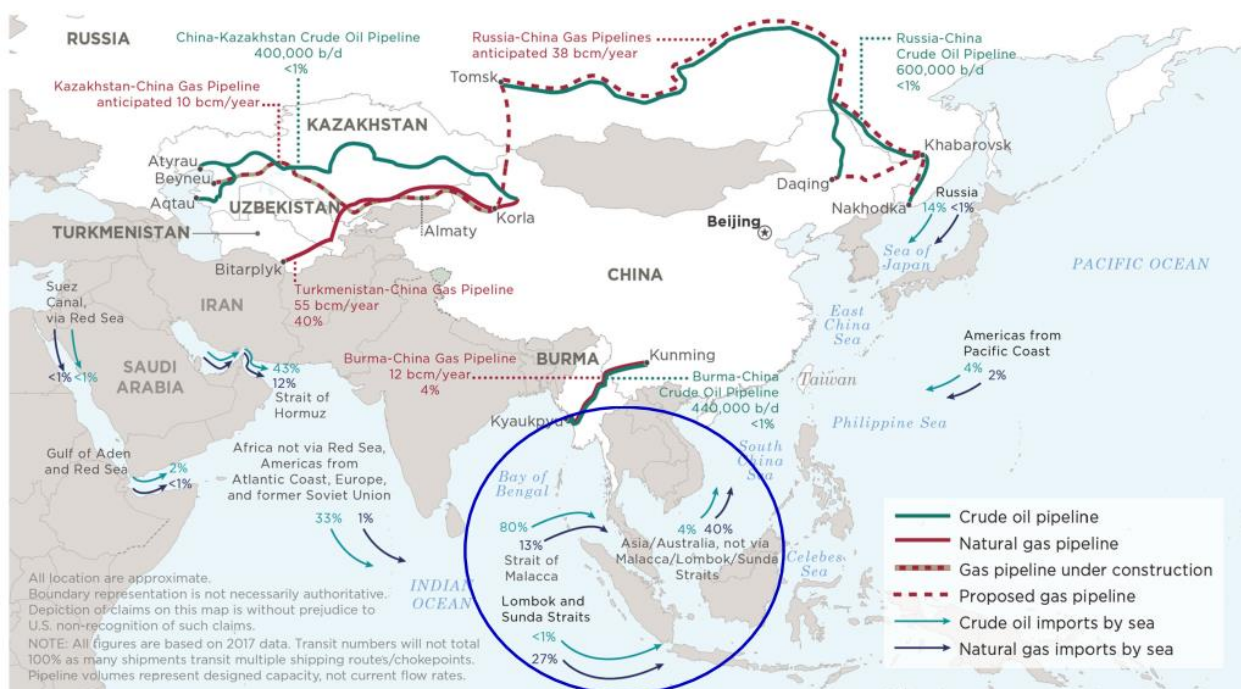 RUSSIA
China-Kazakhstan Crude Oil Pipeline
400,000 b/d
<1%
Russia-China Gas Pipelines
anticipated 38 bcm/year
Russia-China
Crude Oil Pipeline
600,000 b/d
<1%
Kazakhstan-China Gas Pipeline
anticipated 10 bcm/year
Tomsk
KAZAKHSTAN
Atyrau
Beyneu
Aqtau
UZBEKISTAN
TURKMENISTAN
Almaty
Korla
Bitarplyk
Khabarovsk
Daqing
Nakhodka
Russia
14%
<1%
Beijing
Sea of
Japan
PACIFIC OCEAN
CHINA
Suez
Canal,
via Red Sea
<1%
<1%
IRAN
Turkmenistan-China Gas Pipeline
55 bcm/year
40%
East
China
Sea
SAUDI
ARABIA
43%
12%
Strait of
Hormuz
Burma-China Gas Pipeline
12 bcm/year
4%
BURMA
Kunming
Burma-China
Crude Oil Pipeline
440,000 b/d
<1%
Kyaukpyu
Taiwan
Americas from
Pacific Coast
4%
2%
Philippine Sea
Gulf of Aden
and Red Sea
2%
<1%
Africa not via Red Sea,
Americas from
Atlantic Coast, Europe,
and former Soviet Union
33%
1%
INDIAN
OCEAN
Bay of
Bengal
South
China
Sea
80%
13%
Strait of
Malacca
4%
40%
Asia/Australia, not via
Malacca/Lombok/Sunda
Straits
Celebes
Sea
Lombok and
Sunda Straits
<1%
27%
All location are approximate.
Boundary representation is not necessarily authoritative.
Depiction of claims on this map is without prejudice to
U.S. non-recognition of such claims.
NOTE: All figures are based on 2017 data. Transit numbers will not total
100% as many shipments transit multiple shipping routes/chokepoints.
Pipeline volumes represent designed capacity, not current flow rates.
Crude oil pipeline
Natural gas pipeline
Gas pipeline under construction
Proposed gas pipeline
Crude oil imports by sea
Natural gas imports by sea